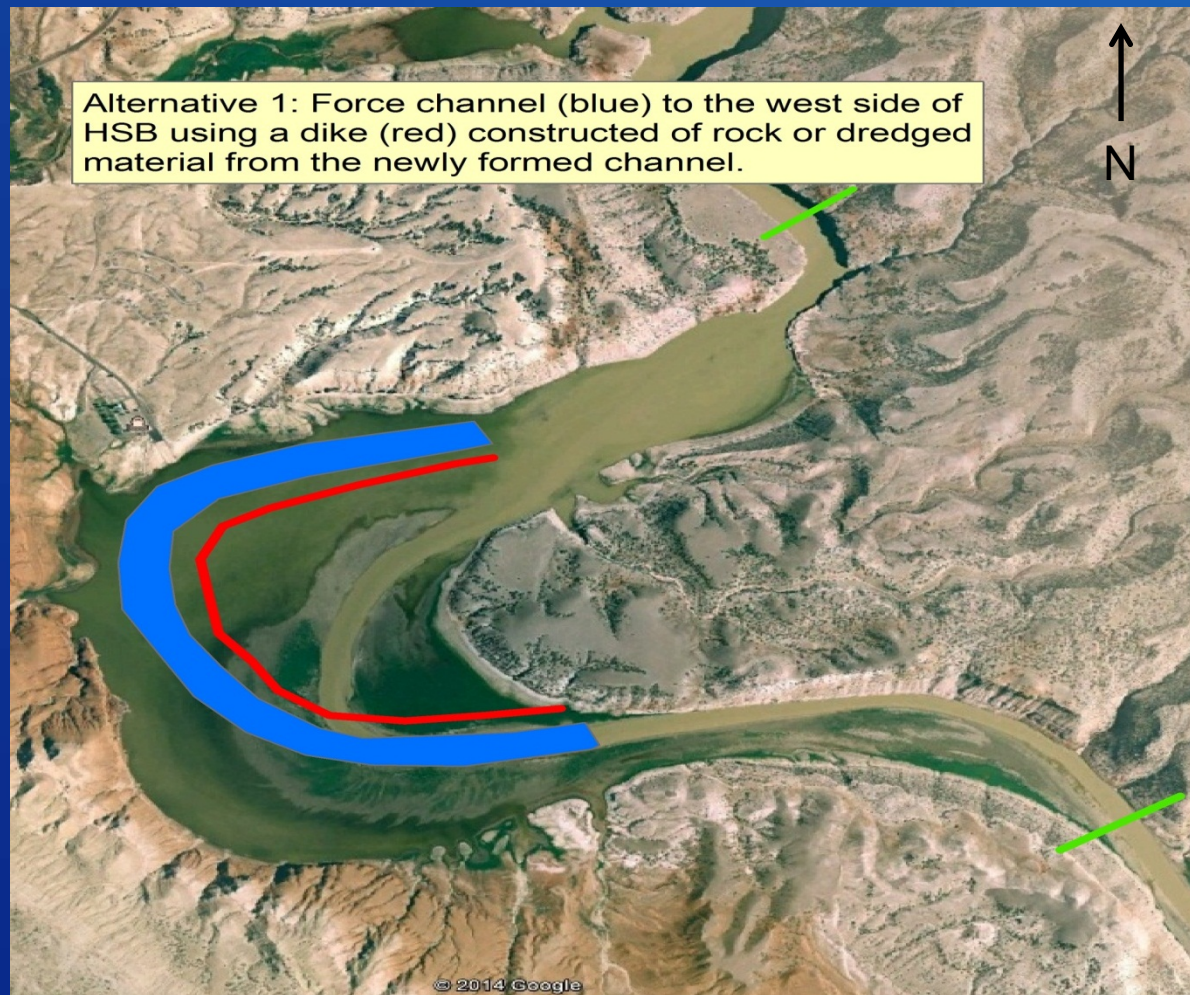 Alternative 1: Force channel (blue) to the west side of
HSB using a dike (red) constructed of rock or dredged
material from the newly formed channel.
N
© 2014 Google